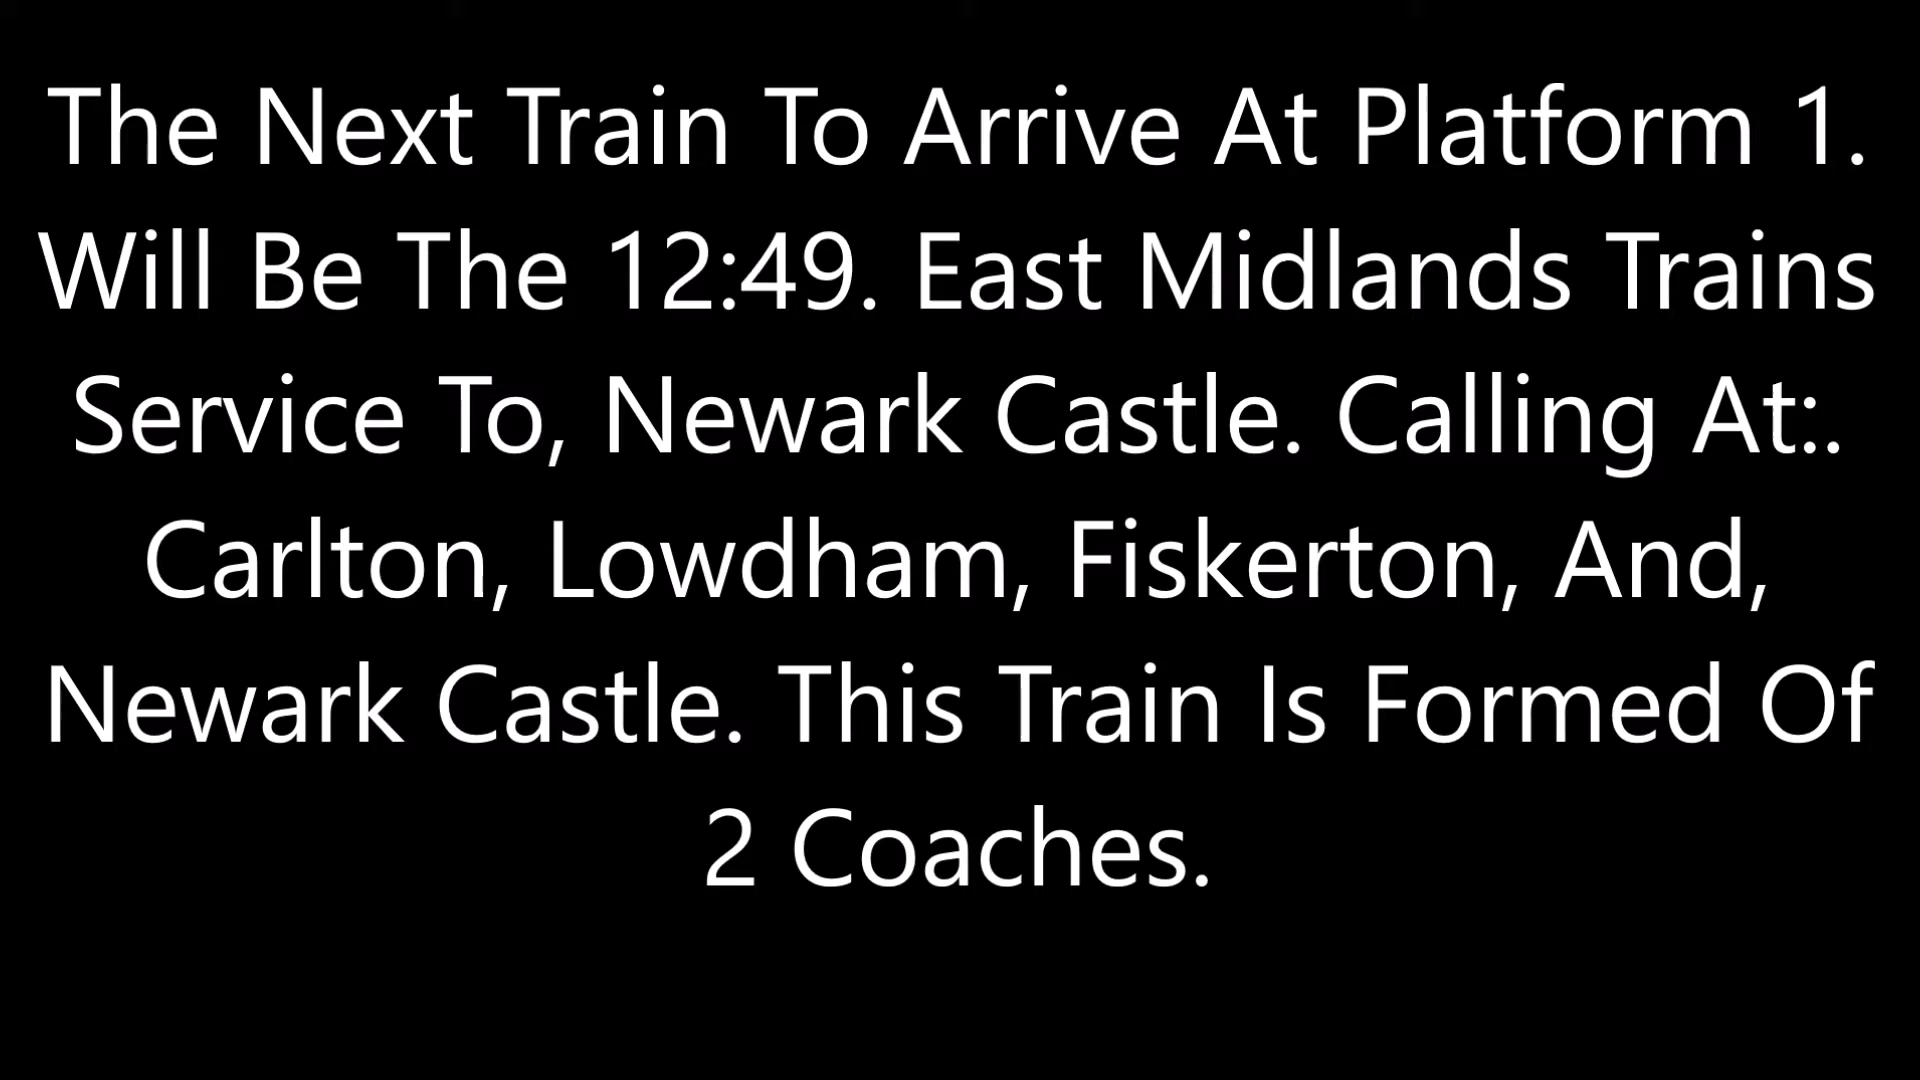 The Next Train To Arrive At Platform 1.
Will Be The 12:49. East Midlands Trains
Service To, Newark Castle. Calling At:.
Carlton, Lowdham, Fiskerton, And,
Newark Castle. This Train Is Formed Of
2 Coaches.